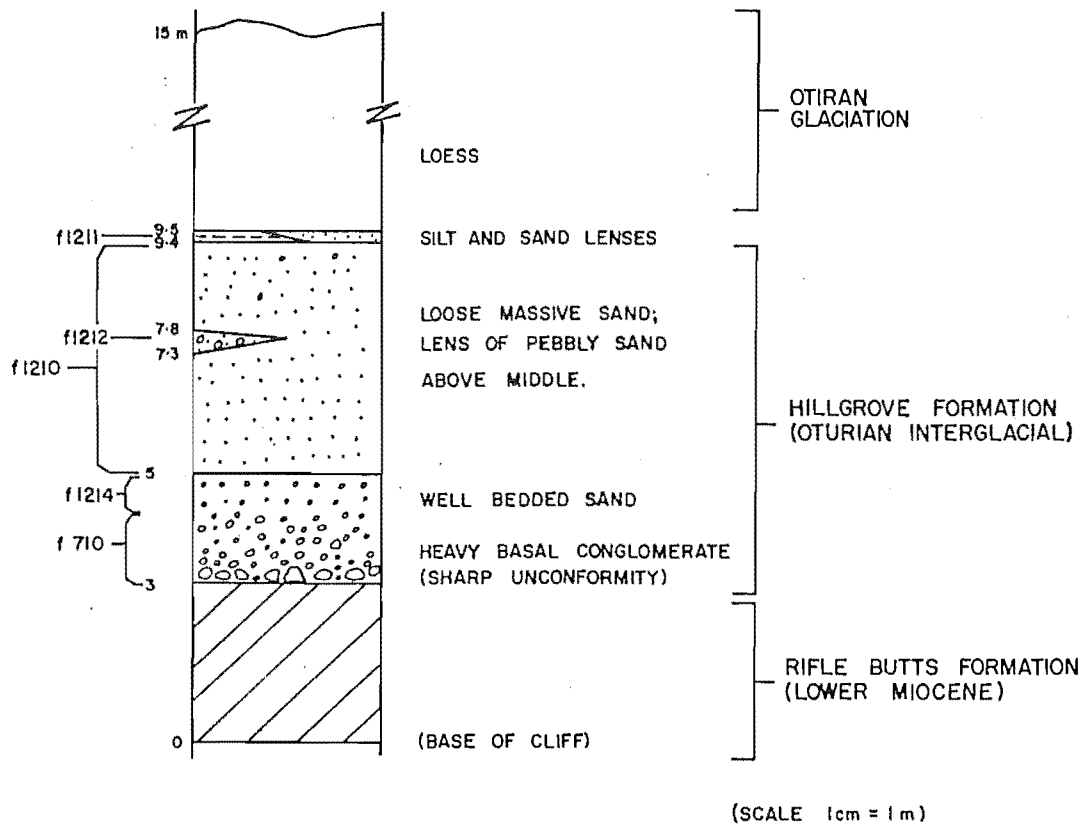 15 m
OTIRAN
GLACIATION
LOESS
9.5
f1211
9.4
SILT AND SAND LENSES
LOOSE MASSIVE SAND;
7.8
f1212
LENS OF PEBBLY SAND
7.3
f1210
ABOVE MIDDLE.
HILLGROVE FORMATION
(OTURIAN INTERGLACIAL)
5
f1214
WELL BEDDED SAND
f 710
HEAVY BASAL CONGLOMERATE
(SHARP UNCONFORMITY)
3
RIFLE BUTTS FORMATION
(LOWER MIOCENE)
0
(BASE OF CLIFF)
(SCALE 1cm = 1 m)